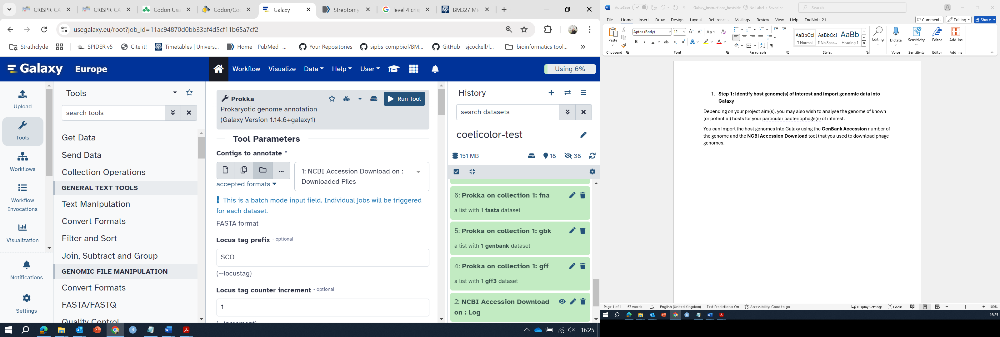 CRISPR-CA
CRISPR-CA
Codon Usa
Codon/Co
Galaxy
Streptomy
level 4 cris
BM327 Mi
usegalaxy.eu/root?job_id=11ac94870d0bb33af4d5cf11b65a7cf2
Strathclyde
SPIDER v5
Cite it!
Timetables | Univers...
Home - PubMed -...
Your Repositories
sipbs-compbiol/BM...
GitHub - sjcockell/l...
bioinformatics tool...
Galaxy Europe
Workflow
Visualize
Data
Help
User
Using 6%
Upload
Tools
Workflows
Workflow
Invocations
Visualization
Notifications
Settings
Tools
search tools
Get Data
Send Data
Collection Operations
GENERAL TEXT TOOLS
Text Manipulation
Convert Formats
Filter and Sort
Join, Subtract and Group
GENOMIC FILE MANIPULATION
Convert Formats
FASTA/FASTQ
Quality Control
Prokka
Run Tool
Prokaryotic genome annotation
(Galaxy Version 1.14.6+galaxy1)
Tool Parameters
Contigs to annotate *
1: NCBI Accession Download on :
Downloaded Files
accepted formats
This is a batch mode input field. Individual jobs will be triggered
for each dataset.
FASTA format
Locus tag prefix - optional
SCO
(--locustag)
Locus tag counter increment - optional
1
(--increment)
History
search datasets
coelicolor-test
151 MB
18
38
6: Prokka on collection 1: fna
a list with 1 fasta dataset
5: Prokka on collection 1: gbk
a list with 1 genbank dataset
4: Prokka on collection 1: gff
a list with 1 gff3 dataset
2: NCBI Accession Download
on : Log
16:25
AutoSave
Galaxy_instructions_hostside
No Label • Saved
Search
File
Home
Insert
Draw
Design
Layout
References
Mailings
Review
View
Help
EndNote 21
Comments
Editing
Share
Paste
Clipboard
Aptos (Body)
12
Font
Paragraph
AaBbCcI
¶ Normal
AaBbCcI
¶ No Spac...
AaBb
Heading 1
Styles
Editing
Dictate
Voice
Sensitivity
Sensitivity
Editor
Editor
Add-ins
Add-ins
1. Step 1: Identify host genome(s) of interest and import genomic data into
Galaxy
Depending on your project aim(s), you may also wish to analyse the genome of known
(or potential) hosts for your particular bacteriophage(s) of interest.
You can import the host genomes into Galaxy using the GenBank Accession number of
the genome and the NCBI Accession Download tool that you used to download phage
genomes.
Page 1 of 1
67 words
English (United Kingdom)
Text Predictions: On
Accessibility: Good to go
Display Settings
Focus
100%
16:25